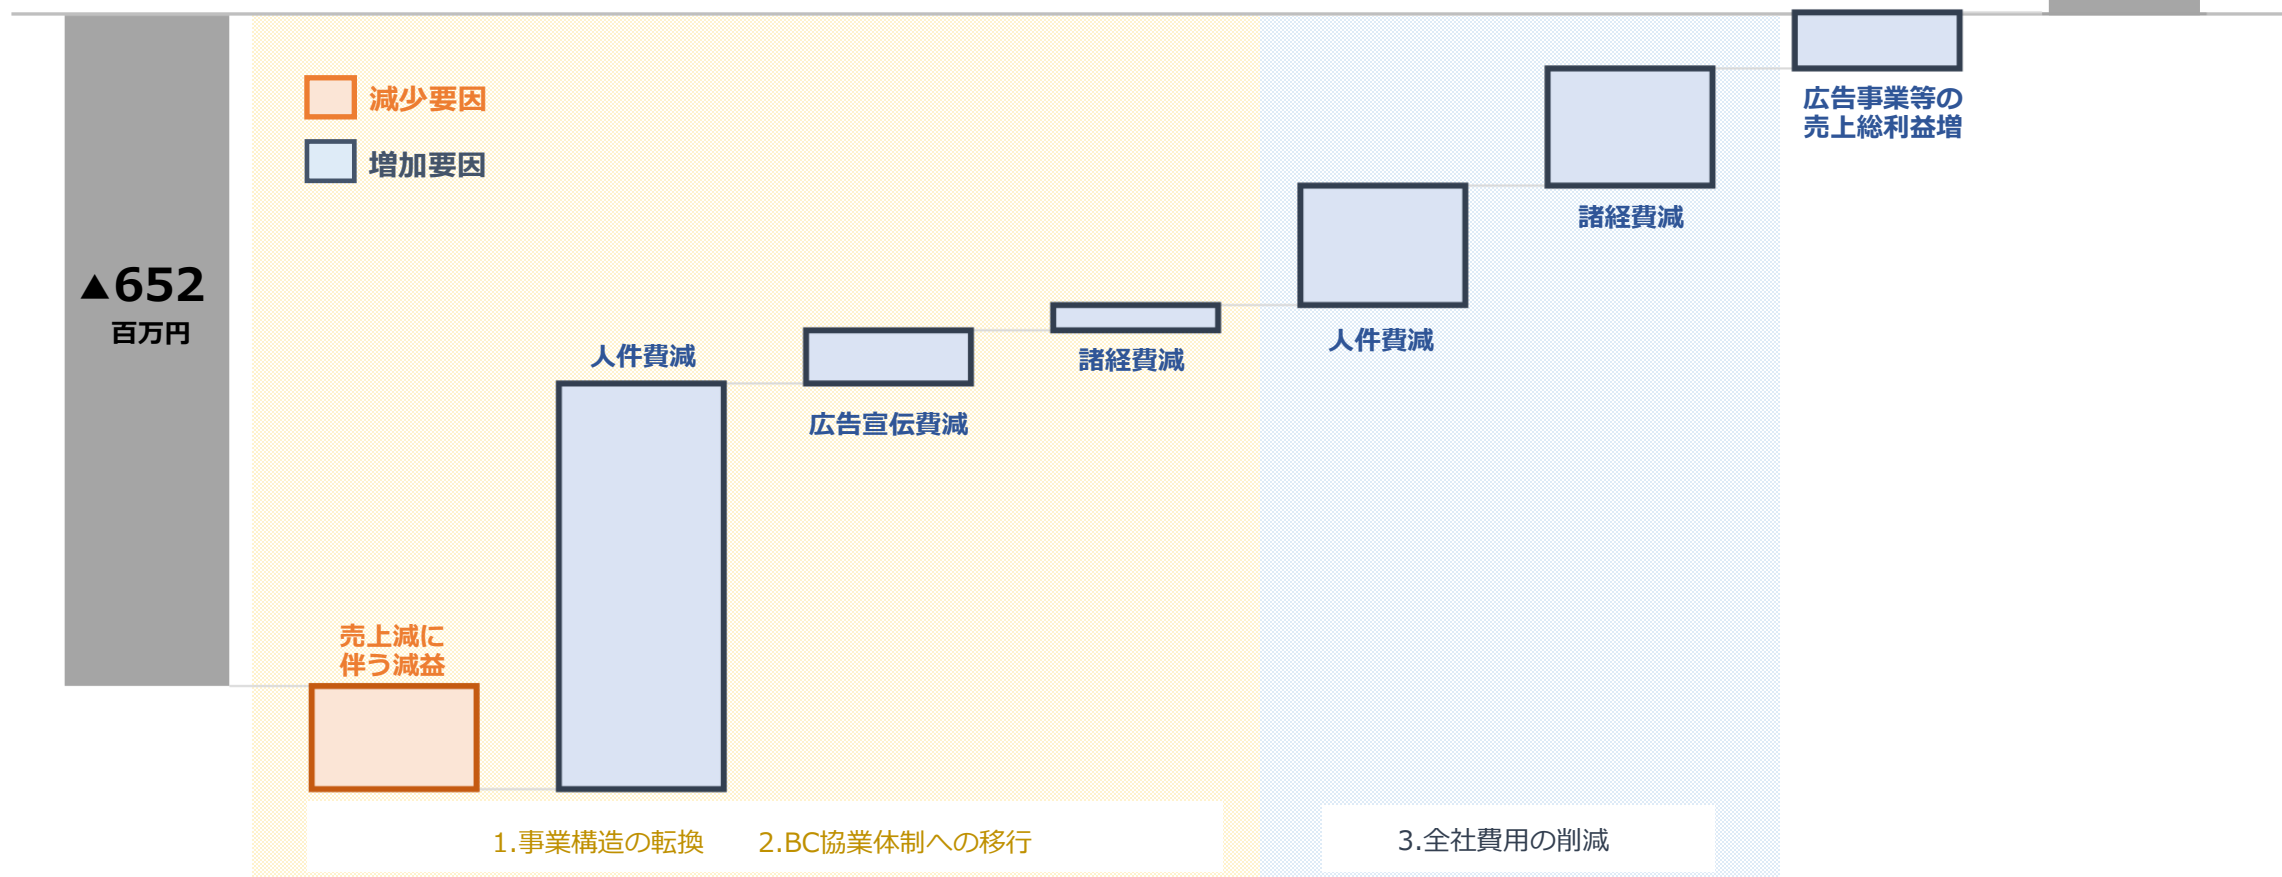 減少要因
増加要因
▲652
百万円
売上減に
伴う減益
人件費減
広告宣伝費減
諸経費減
人件費減
諸経費減
広告事業等の
売上総利益増
1.事業構造の転換 2.BC協業体制への移行
3.全社費用の削減